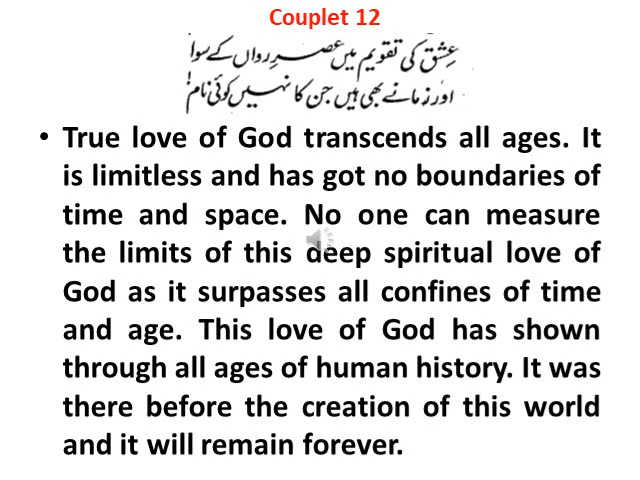 Couplet 12
عشق کی تقویم میں عصرِ رواں کے سوا
اور زمانے بھی ہیں جن کا نہیں کوئی نام!
• True love of God transcends all ages. It
is limitless and has got no boundaries of
time and space. No one can measure
the limits of this deep spiritual love of
God as it surpasses all confines of time
and age. This love of God has shown
through all ages of human history. It was
there before the creation of this world
and it will remain forever.